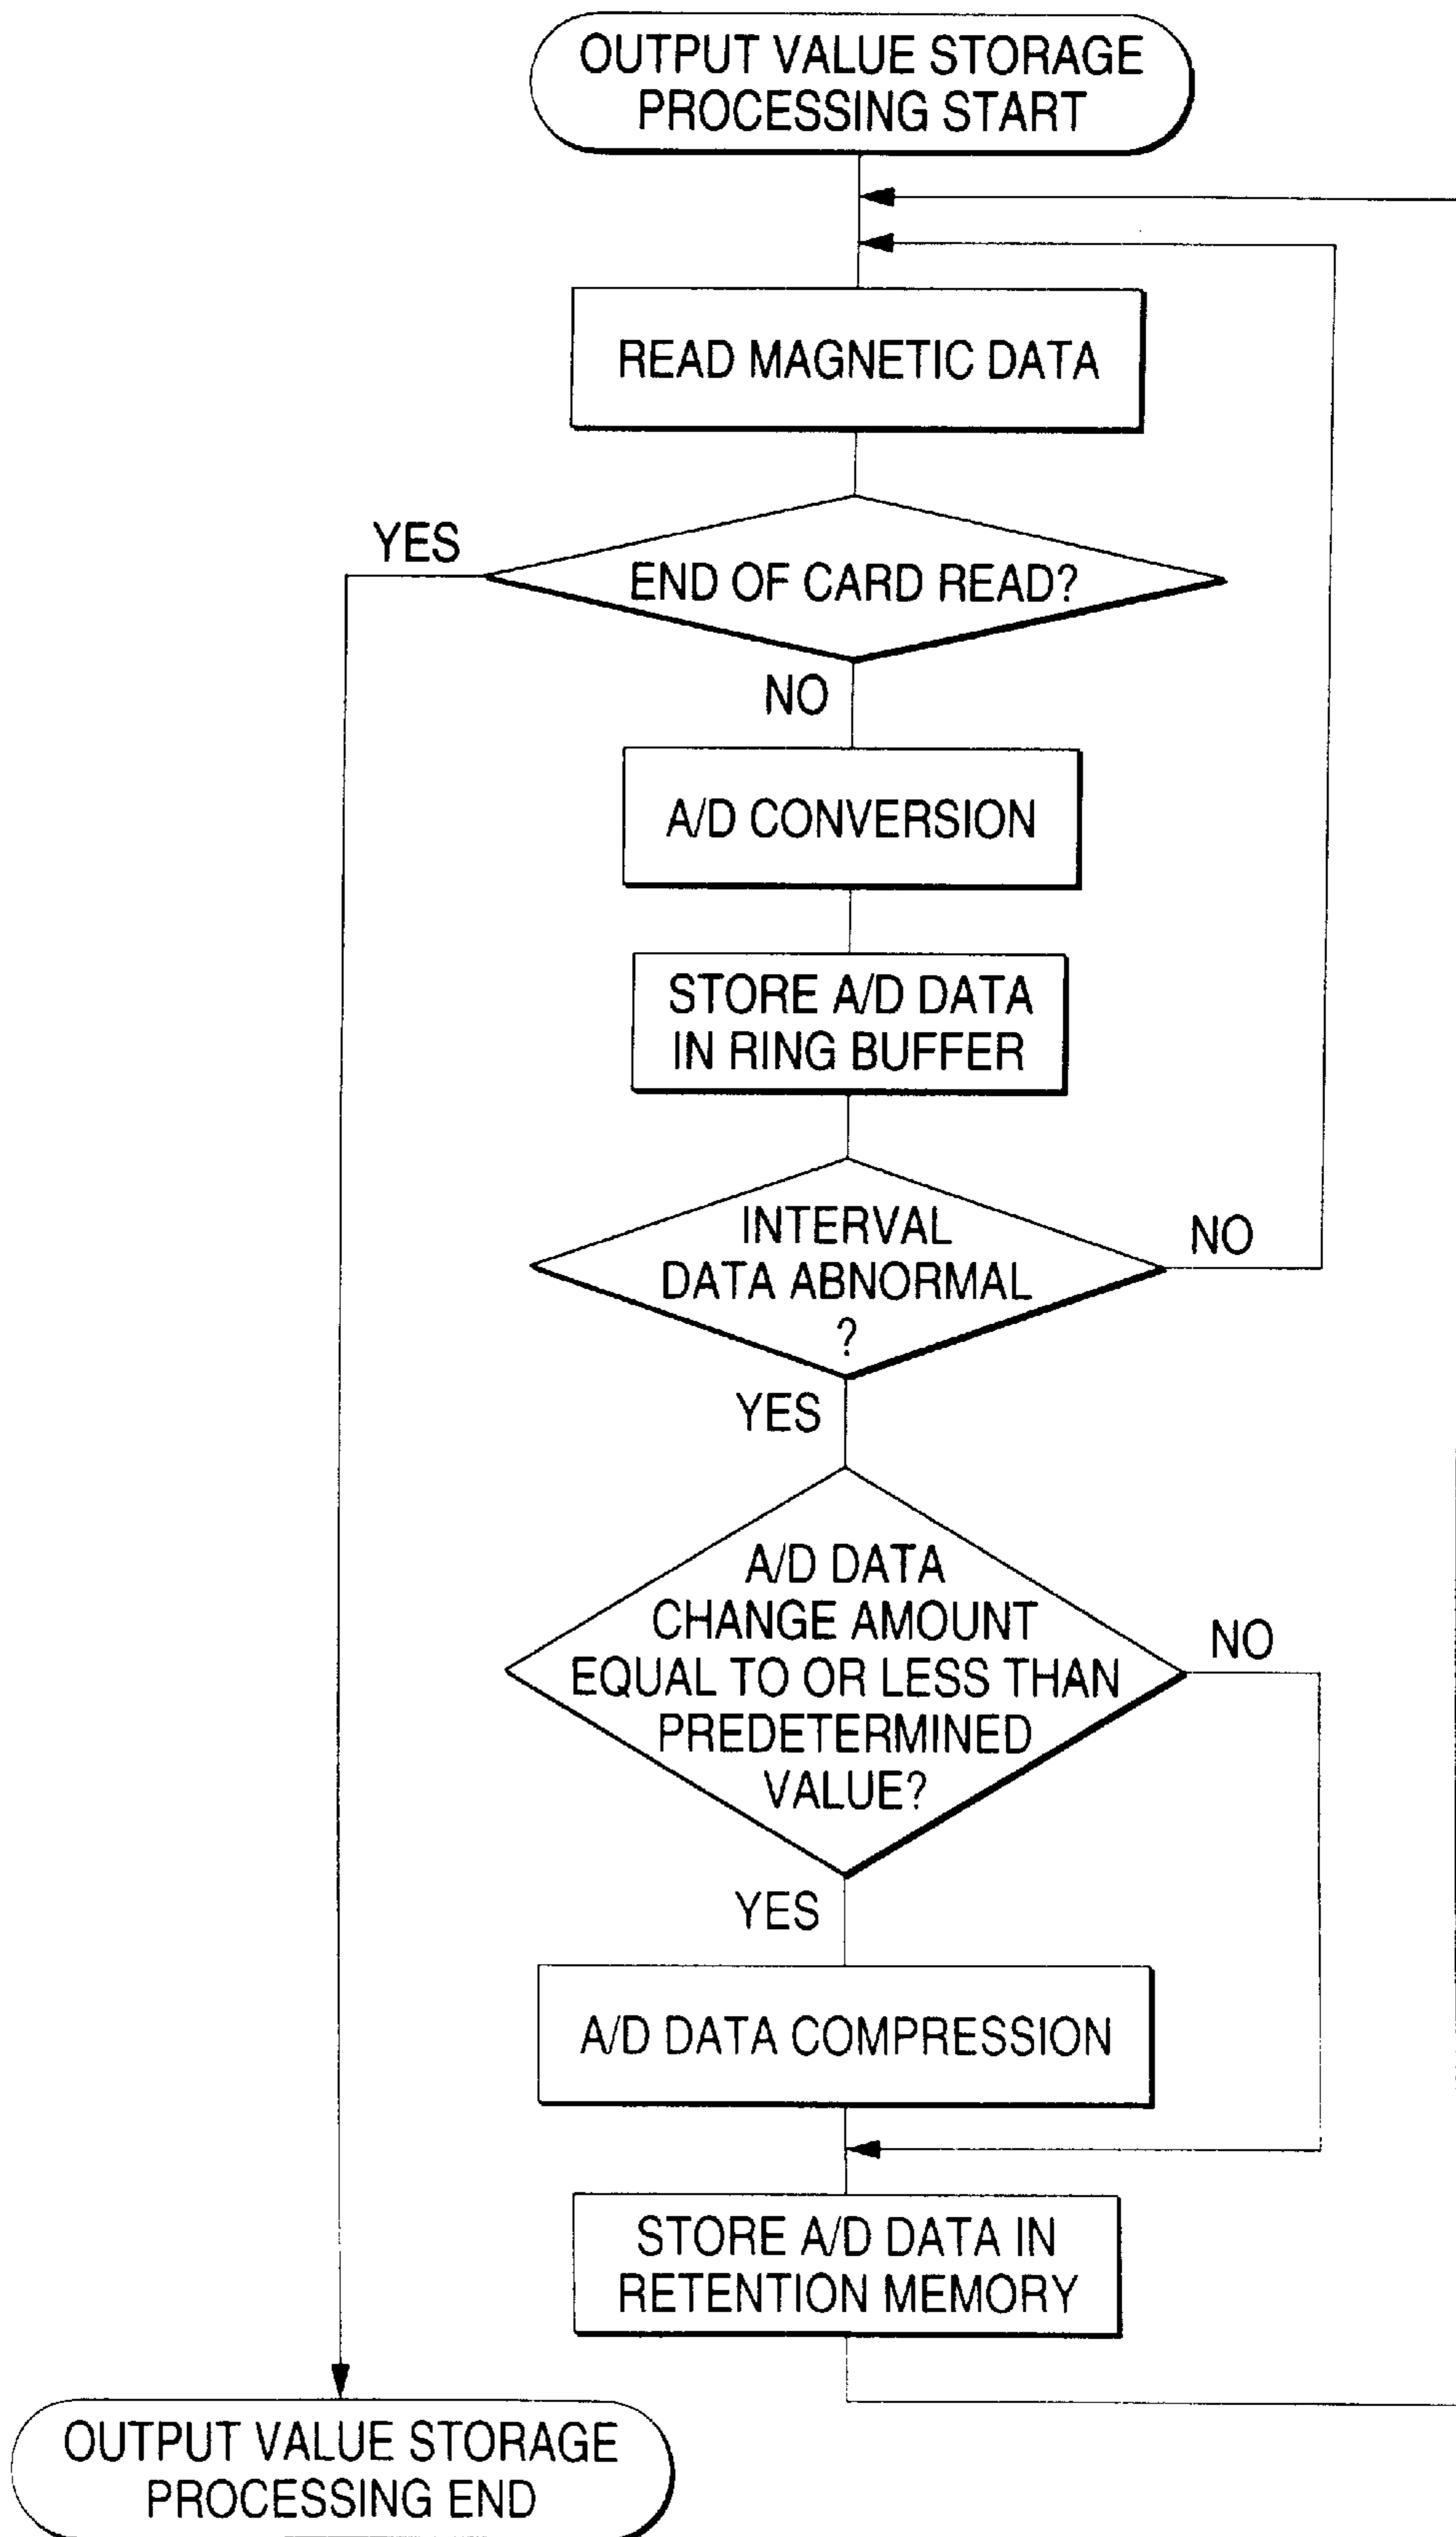 OUTPUT VALUE STORAGE
PROCESSING START
READ MAGNETIC DATA
YES
END OF CARD READ?
NO
A/D CONVERSION
STORE A/D DATA
IN RING BUFFER
INTERVAL
DATA ABNORMAL
?
NO
YES
A/D DATA
CHANGE AMOUNT
EQUAL TO OR LESS THAN
PREDETERMINED
VALUE?
NO
YES
A/D DATA COMPRESSION
STORE A/D DATA IN
RETENTION MEMORY
OUTPUT VALUE STORAGE
PROCESSING END